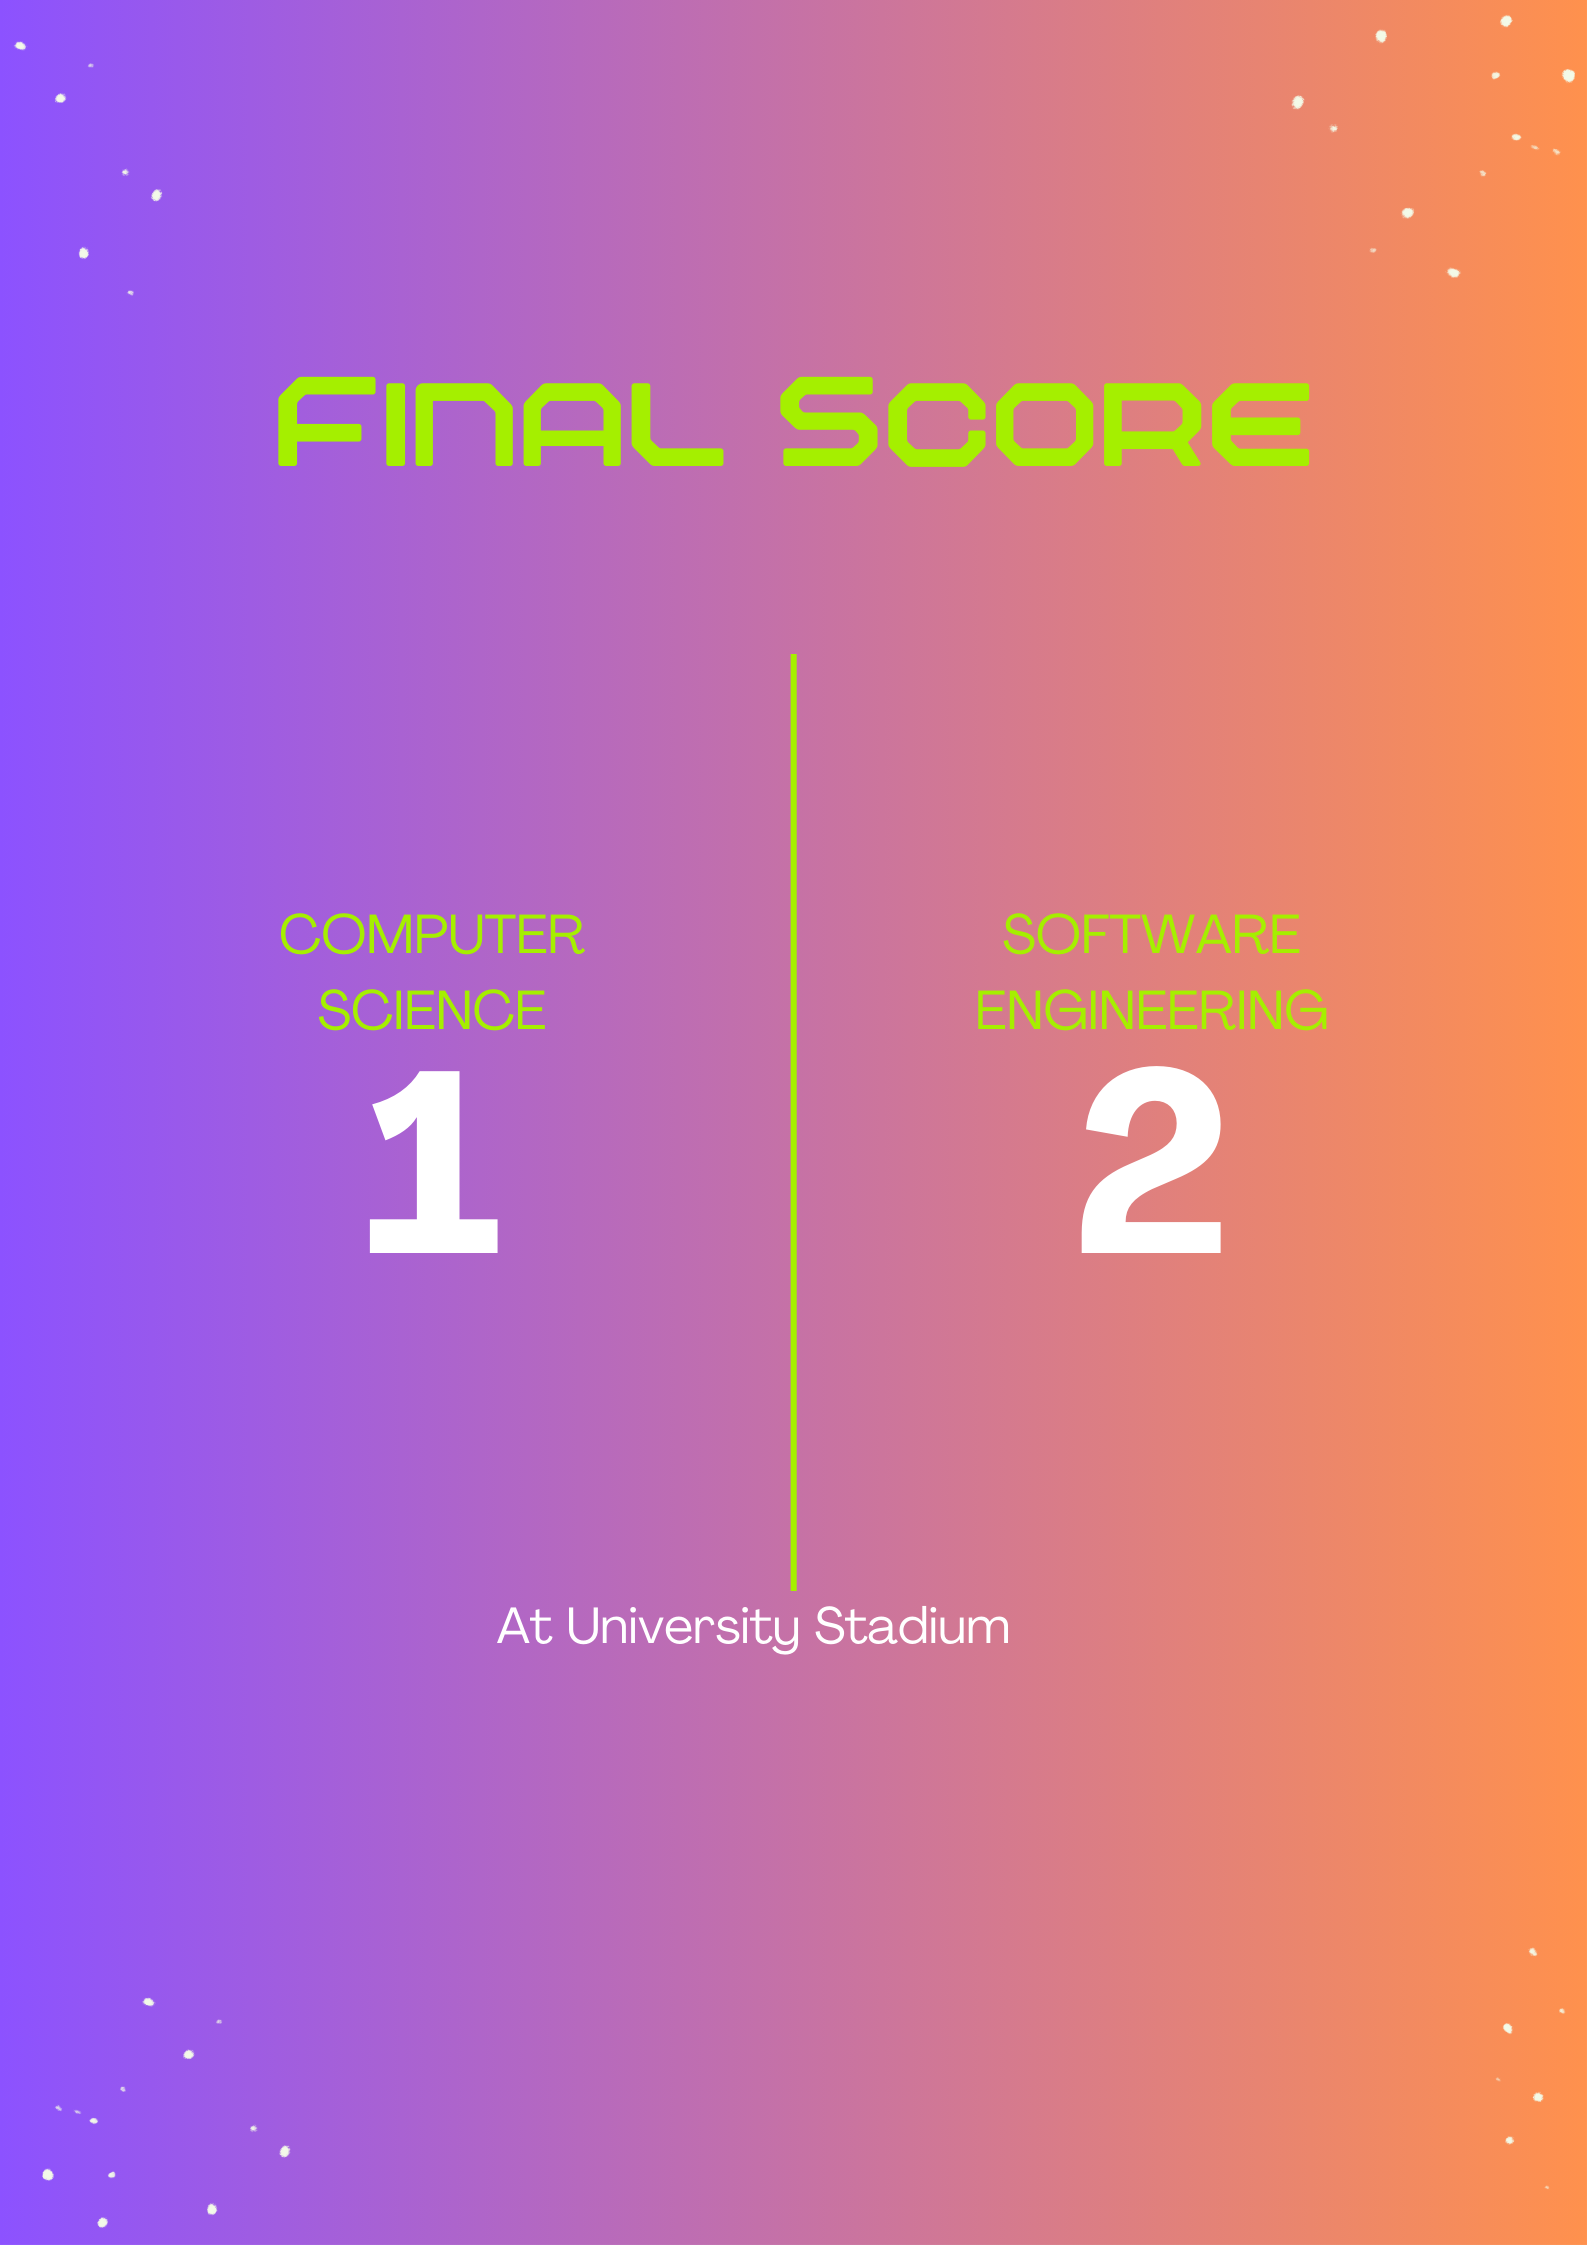 Final Score
COMPUTER
SCIENCE
1
SOFTWARE
ENGINEERING
2
At University Stadium